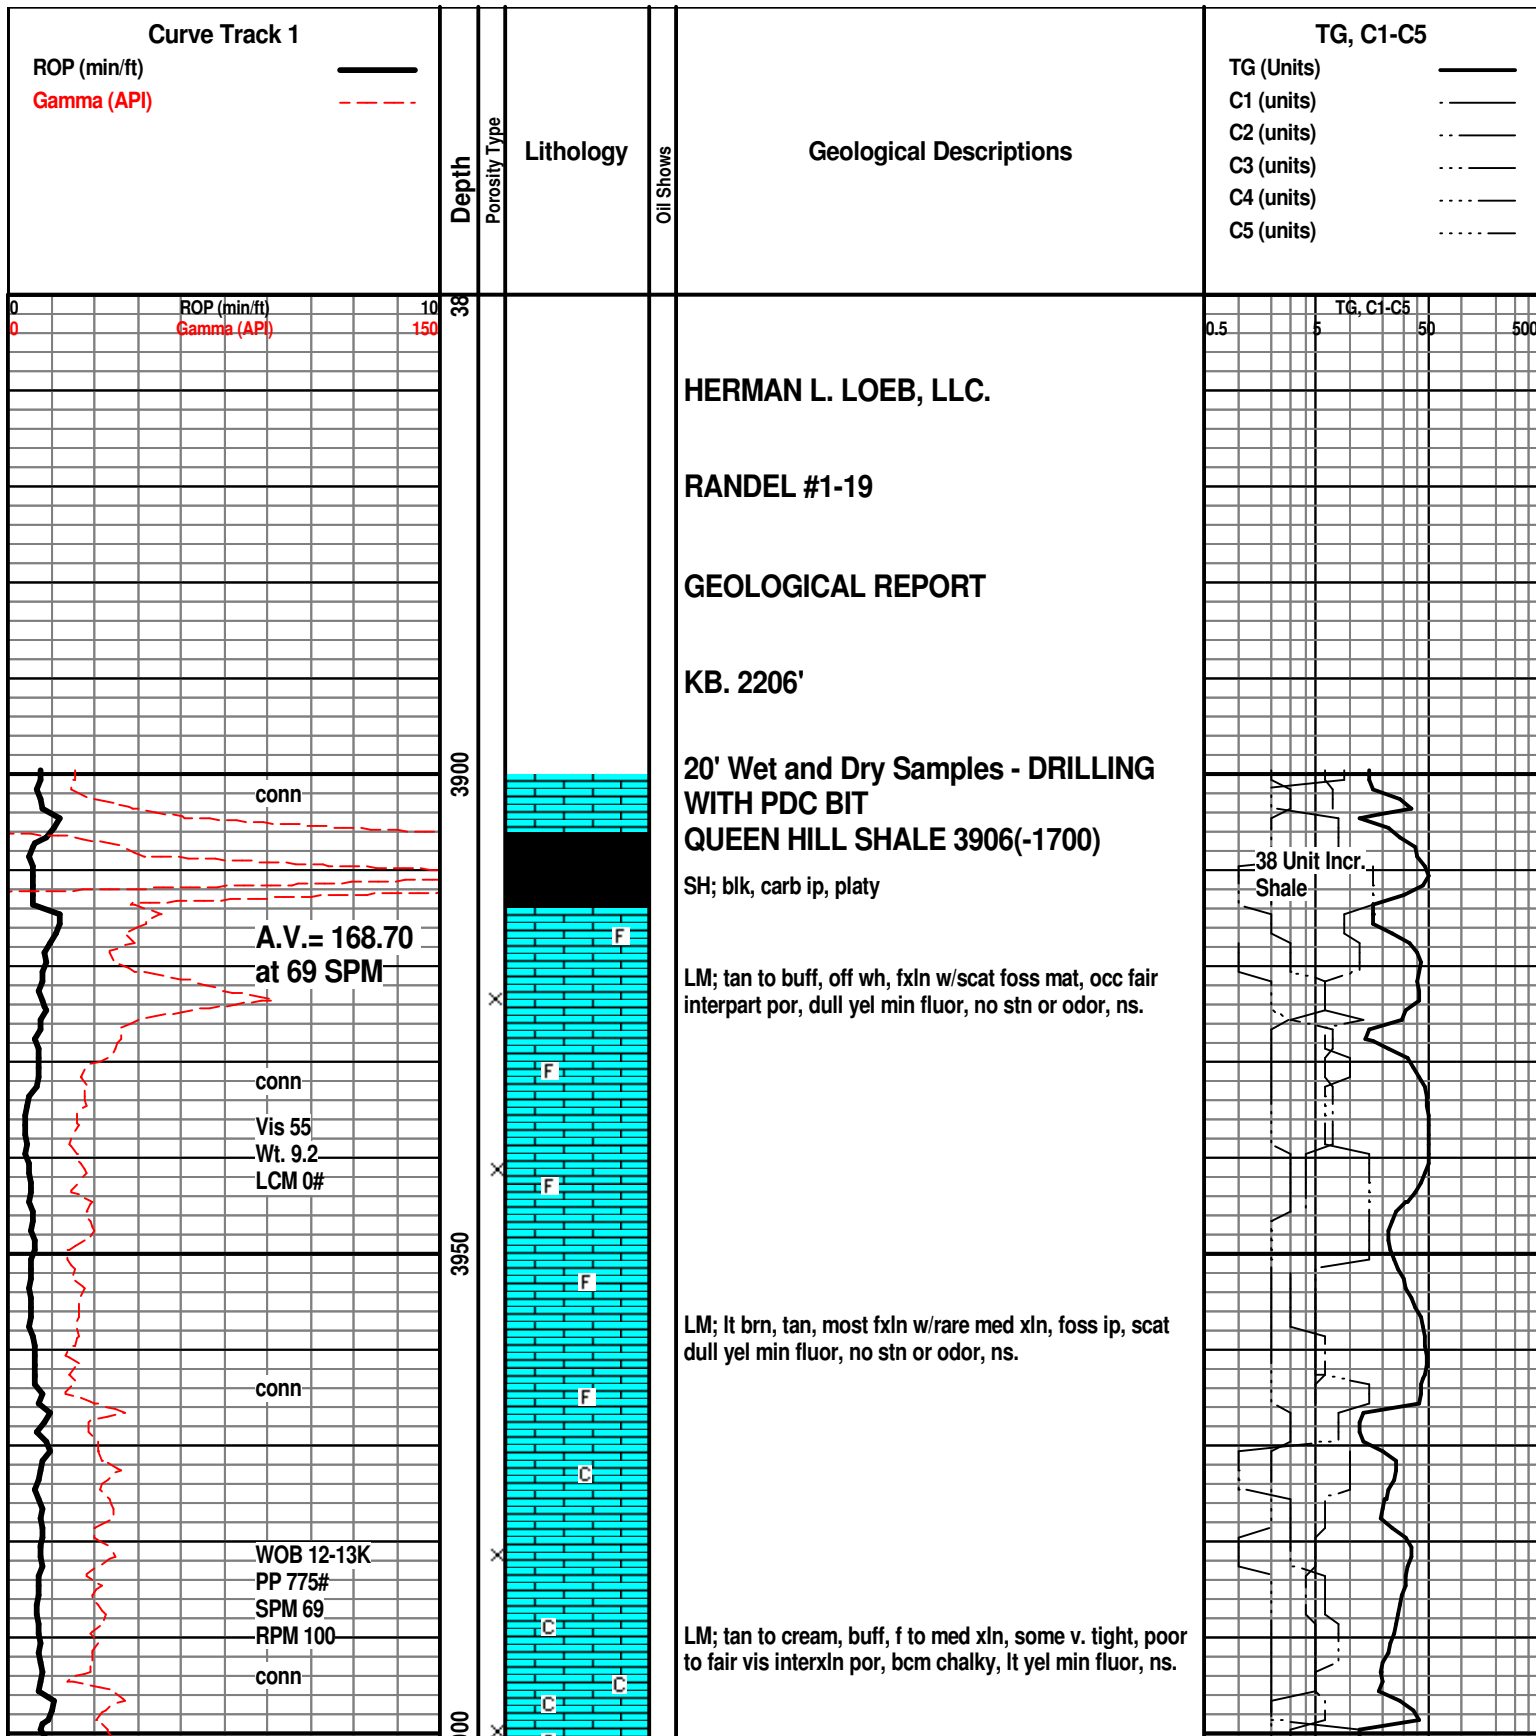 Curve Track 1
ROP (min/ft)
Gamma (API)
Depth
Porosity Type
Lithology
Oil Shows
Geological Descriptions
TG, C1-C5
TG (Units)
C1 (units)
C2 (units)
C3 (units)
C4 (units)
C5 (units)
0 ROP (min/ft) 10
0 Gamma (API) 150
38
TG, C1-C5
0.5 5 50 500
HERMAN L. LOEB, LLC.
RANDEL #1-19
GEOLOGICAL REPORT
KB. 2206'
3900
conn
20' Wet and Dry Samples - DRILLING
WITH PDC BIT
QUEEN HILL SHALE 3906(-1700)
SH; blk, carb ip, platy
38 Unit Incr.
Shale
A.V.= 168.70
at 69 SPM
F
LM; tan to buff, off wh, fxln w/scat foss mat, occ fair
interpart por, dull yel min fluor, no stn or odor, ns.
F
conn
Vis 55
Wt. 9.2
LCM 0#
F
3950
F
LM; lt brn, tan, most fxln w/rare med xln, foss ip, scat
dull yel min fluor, no stn or odor, ns.
conn
F
C
WOB 12-13K
PP 775#
SPM 69
RPM 100
conn
C
LM; tan to cream, buff, f to med xln, some v. tight, poor
to fair vis interxln por, bcm chalky, lt yel min fluor, ns.
C
C
00